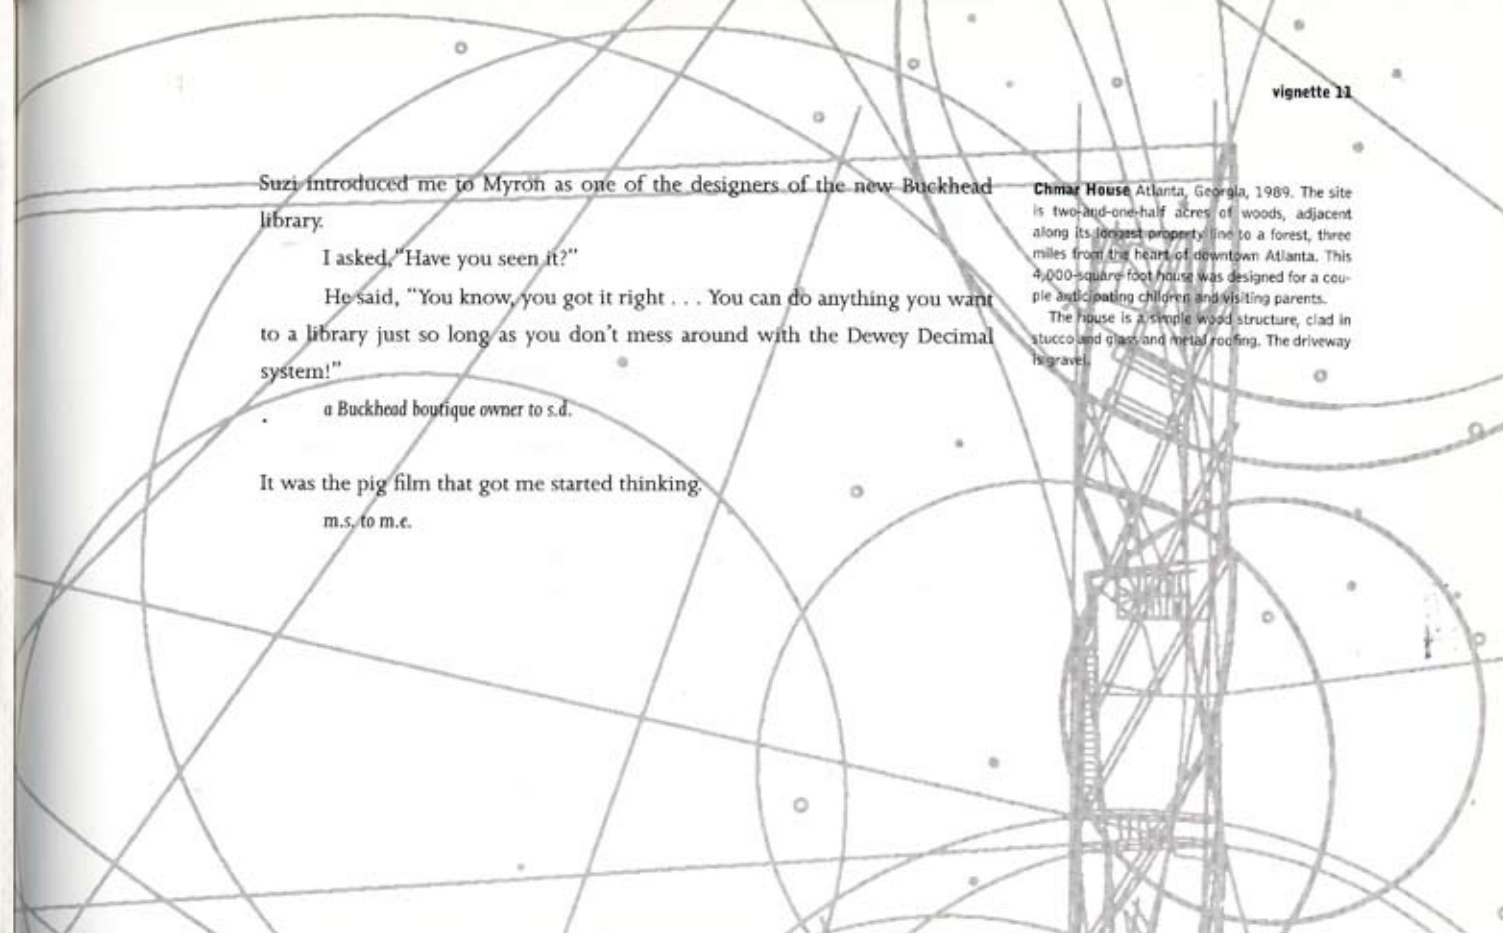 vignette 11
Suzi introduced me to Myron as one of the designers of the new Buckhead
library.
I asked, "Have you seen it?"
He said, "You know, you got it right . . . You can do anything you want
to a library just so long as you don't mess around with the Dewey Decimal
system!"
a Buckhead boutique owner to s.d.
It was the pig film that got me started thinking.
m.s. to m.e.
Chmar House Atlanta, Georgia, 1989. The site
is two-and-one-half acres of woods, adjacent
along its longest property line to a forest, three
miles from the heart of downtown Atlanta. This
4,000-square-foot house was designed for a cou-
ple anticipating children and visiting parents.
The house is a simple wood structure, clad in
stucco and glass and metal roofing. The driveway
is gravel.